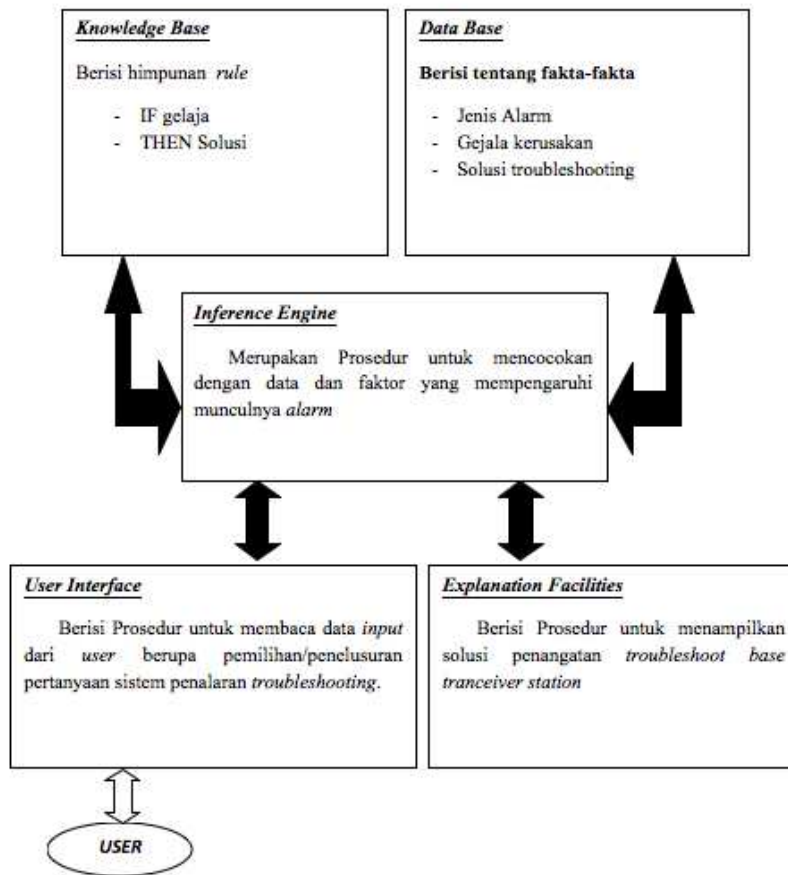 Knowledge Base
Berisi himpunan rule
- IF gelaja
- THEN Solusi
Data Base
Berisi tentang fakta-fakta
- Jenis Alarm
- Gejala kerusakan
- Solusi troubleshooting
Inference Engine
Merupakan Prosedur untuk mencocokan
dengan data dan faktor yang mempengaruhi
munculnya alarm
User Interface
Berisi Prosedur untuk membaca data input
dari user berupa pemilihan/penelusuran
pertanyaan sistem penalaran troubleshooting.
Explanation Facilities
Berisi Prosedur untuk menampilkan
solusi penangatan troubleshoot base
tranceiver station
USER